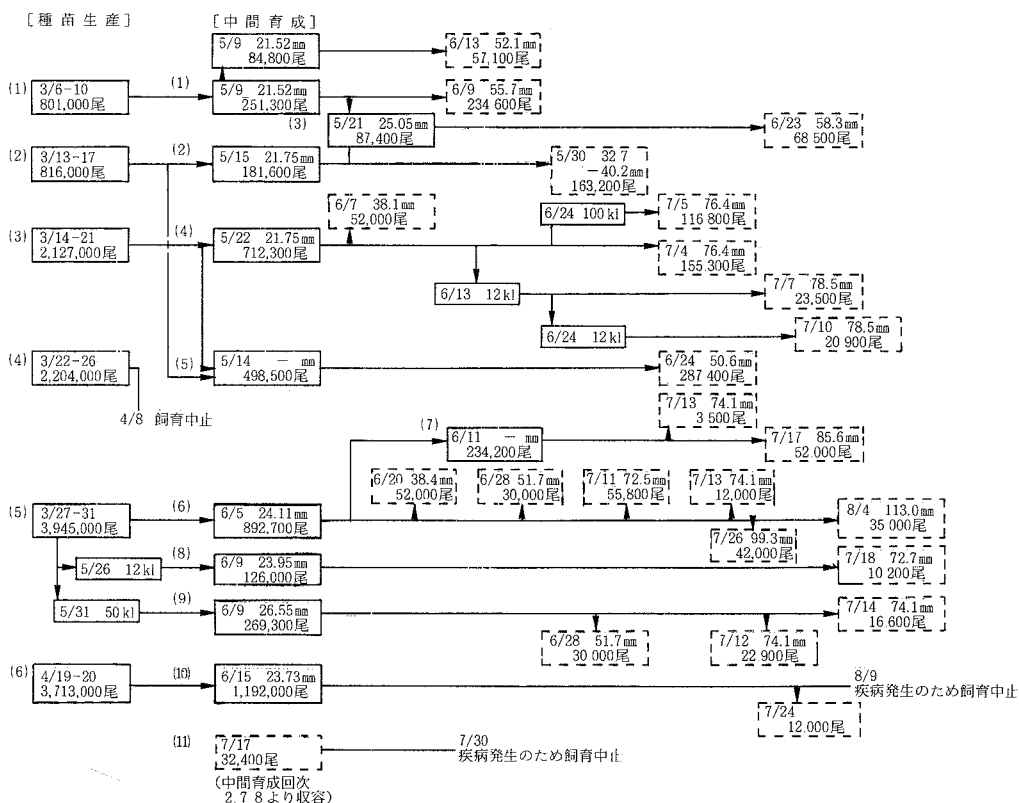 [種苗生産]
[中間育成]
5/9 21.52mm
84,800尾
6/13 52.1mm
57,100尾
(1) 3/6-10
801,000尾
(1)
5/9 21.52mm
251,300尾
6/9 55.7mm
234 600尾
(3)
5/21 25.05mm
87,400尾
6/23 58.3mm
68 500尾
(2) 3/13-17
816,000尾
(2)
5/15 21.75mm
181,600尾
5/30 32 7
-40.2mm
163,200尾
6/7 38.1mm
52,000尾
6/24 100kl
7/5 76.4mm
116 800尾
(3) 3/14-21
2,127,000尾
(4)
5/22 21.75mm
712,300尾
7/4 76.4mm
155 300尾
6/13 12kl
7/7 78.5mm
23,500尾
6/24 12kl
7/10 78.5mm
20 900尾
(4) 3/22-26
2,204,000尾
4/8 飼育中止
(5)
5/14 - mm
498,500尾
6/24 50.6mm
287 400尾
7/13 74.1mm
3 500尾
(7)
6/11 - mm
234,200尾
7/17 85.6mm
52 000尾
6/20 38.4mm
52,000尾
6/28 51.7mm
30,000尾
7/11 72.5mm
55,800尾
7/13 74.1mm
12,000尾
(5) 3/27-31
3,945,000尾
(6)
6/5 24.11mm
892,700尾
8/4 113.0mm
35 000尾
7/26 99.3mm
42,000尾
5/26 12kl
(8)
6/9 23.95mm
126,000尾
7/18 72.7mm
10 200尾
5/31 50kl
(9)
6/9 26.55mm
269,300尾
7/14 74.1mm
16 600尾
6/28 51.7mm
30 000尾
7/12 74.1mm
22 900尾
(6) 4/19-20
3,713,000尾
(10)
6/15 23.73mm
1,192,000尾
8/9
疾病発生のため飼育中止
7/24
12,000尾
(11)
7/17
32,400尾
7/30
疾病発生のため飼育中止
(中間育成回次
2,7 8より収容)